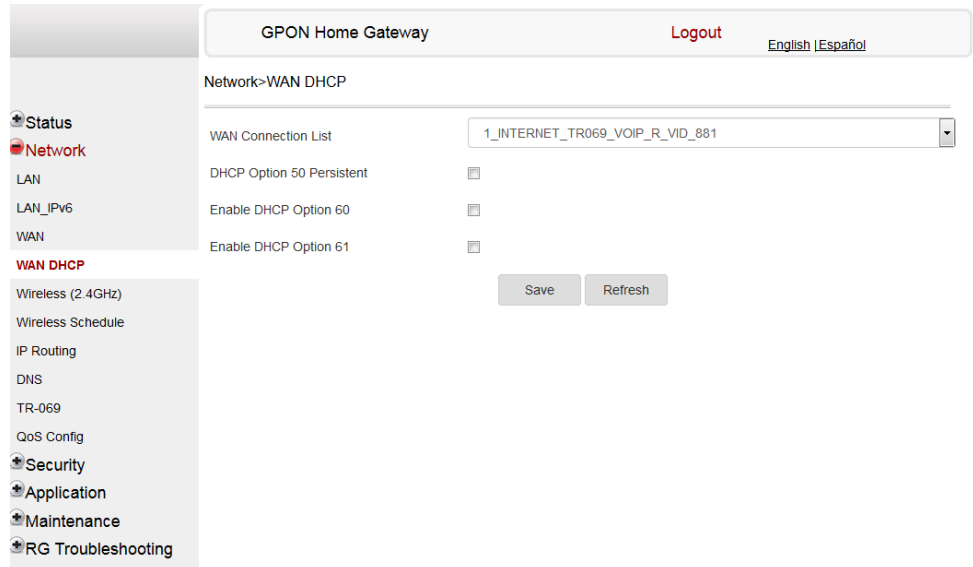 GPON Home Gateway
Logout
English | Español
Network>WAN DHCP
Status
Network
LAN
LAN_IPv6
WAN
WAN DHCP
Wireless (2.4GHz)
Wireless Schedule
IP Routing
DNS
TR-069
QoS Config
Security
Application
Maintenance
RG Troubleshooting
WAN Connection List
1_INTERNET_TR069_VOIP_R_VID_881
DHCP Option 50 Persistent
Enable DHCP Option 60
Enable DHCP Option 61
Save
Refresh